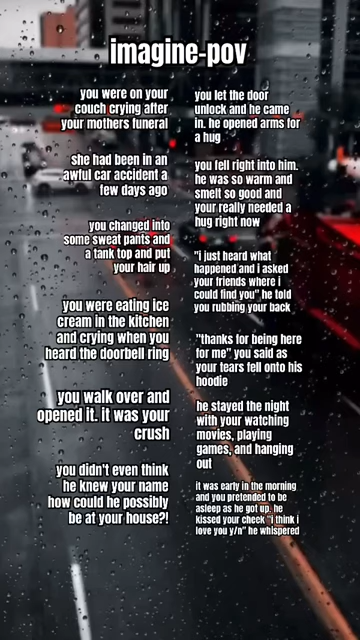 imagine-pov
you were on your
couch crying after
your mothers funeral
she had been in an
awful car accident a
few days ago
you changed into
some sweat pants and
a tank top and put
your hair up
you were eating ice
cream in the kitchen
and crying when you
heard the doorbell ring
you walk over and
opened it. it was your
crush
you didn't even think
he knew your name
how could he possibly
be at your house?!
you let the door
unlock and he came
in. he opened arms for
a hug
you fell right into him.
he was so warm and
smelt so good and
your really needed a
hug right now
"i just heard what
happened and i asked
your friends where i
could find you" he told
you rubbing your back
"thanks for being here
for me" you said as
your tears fell onto his
hoodie
he stayed the night
with your watching
movies, playing
games, and hanging
out
it was early in the morning
and you pretended to be
asleep as he got up. he
kissed your cheek "i think i
love you y/n" he whispered